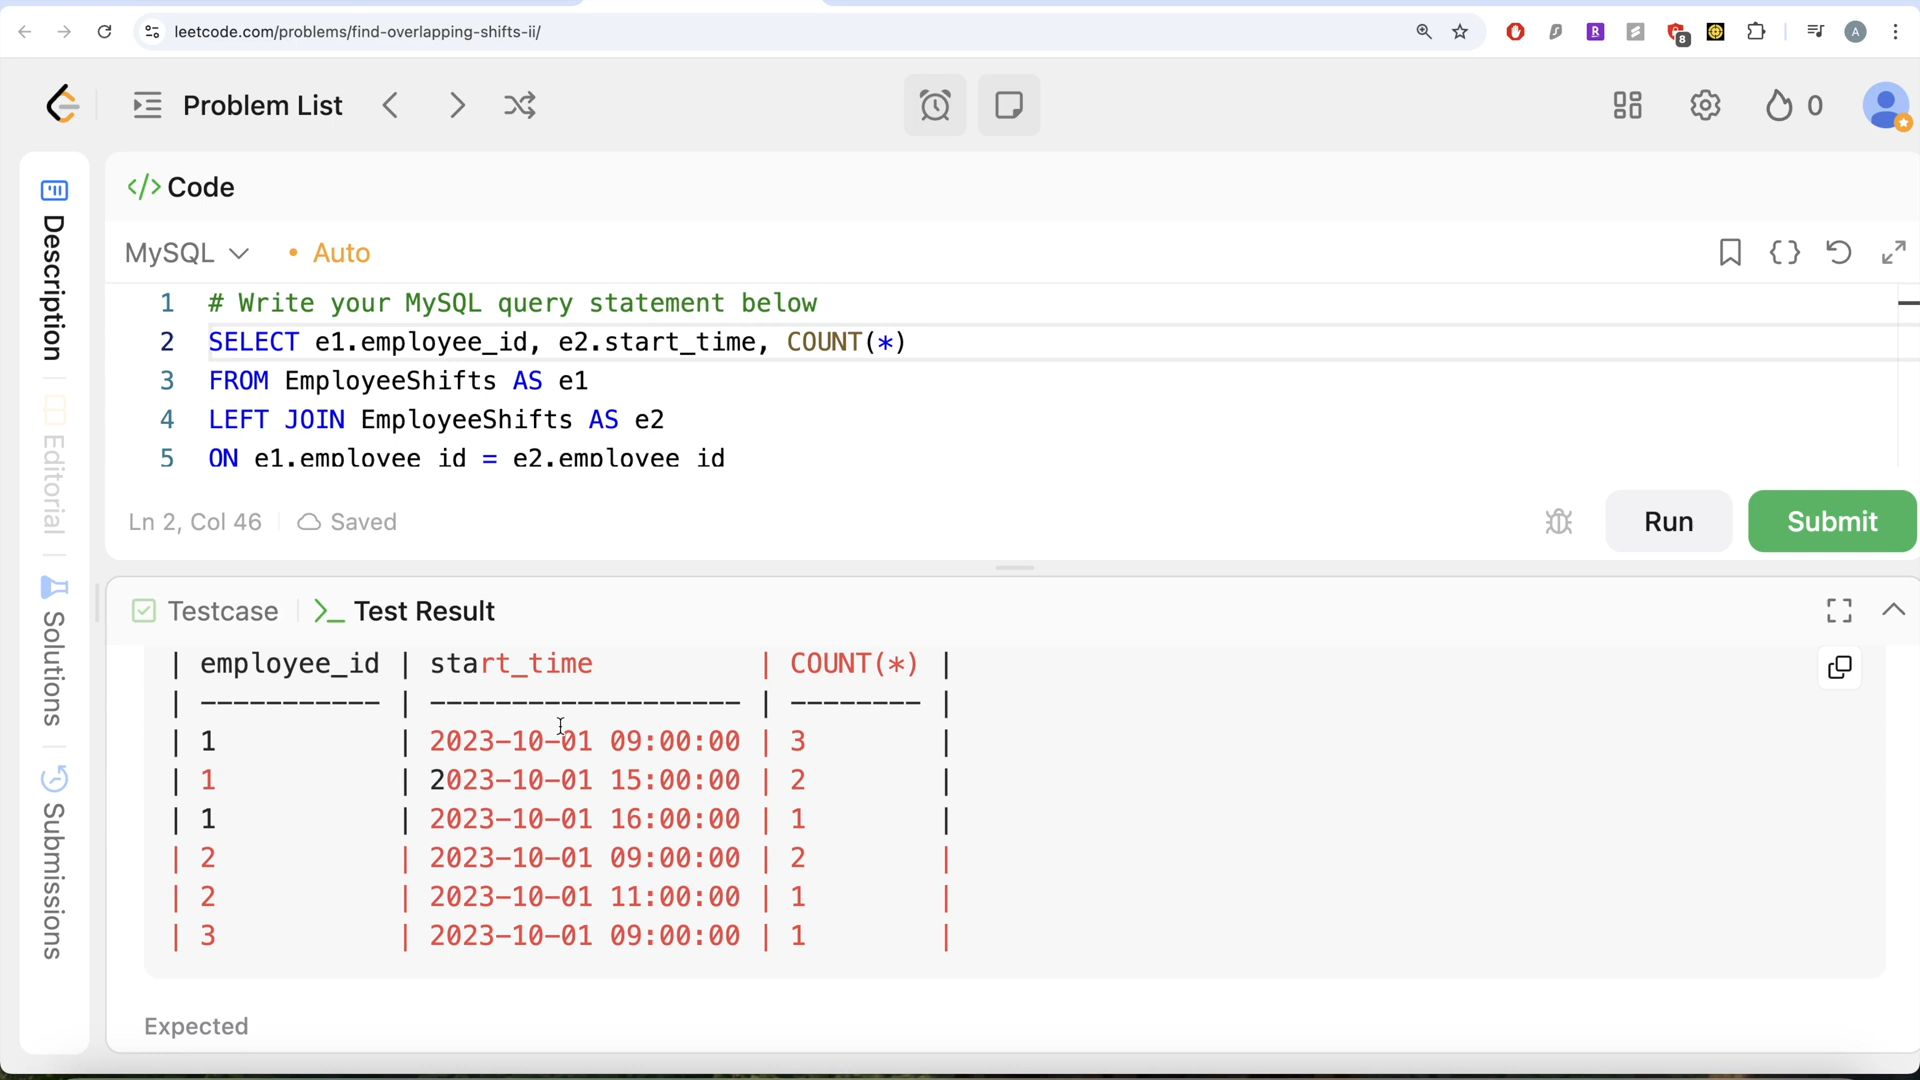 leetcode.com/problems/find-overlapping-shifts-ii/
R
8
A
Problem List
0
Code
MySQL
• Auto
1 # Write your MySQL query statement below
2 SELECT e1.employee_id, e2.start_time, COUNT(*)
3 FROM EmployeeShifts AS e1
4 LEFT JOIN EmployeeShifts AS e2
5 ON e1.employee_id = e2.employee_id
Ln 2, Col 46
Saved
Run
Submit
Description
Editorial
Solutions
Submissions
Testcase
Test Result
| employee_id | start_time | COUNT(*) |
| ----------- | ------------------- | -------- |
| 1 | 2023-10-01 09:00:00 | 3 |
| 1 | 2023-10-01 15:00:00 | 2 |
| 1 | 2023-10-01 16:00:00 | 1 |
| 2 | 2023-10-01 09:00:00 | 2 |
| 2 | 2023-10-01 11:00:00 | 1 |
| 3 | 2023-10-01 09:00:00 | 1 |
Expected